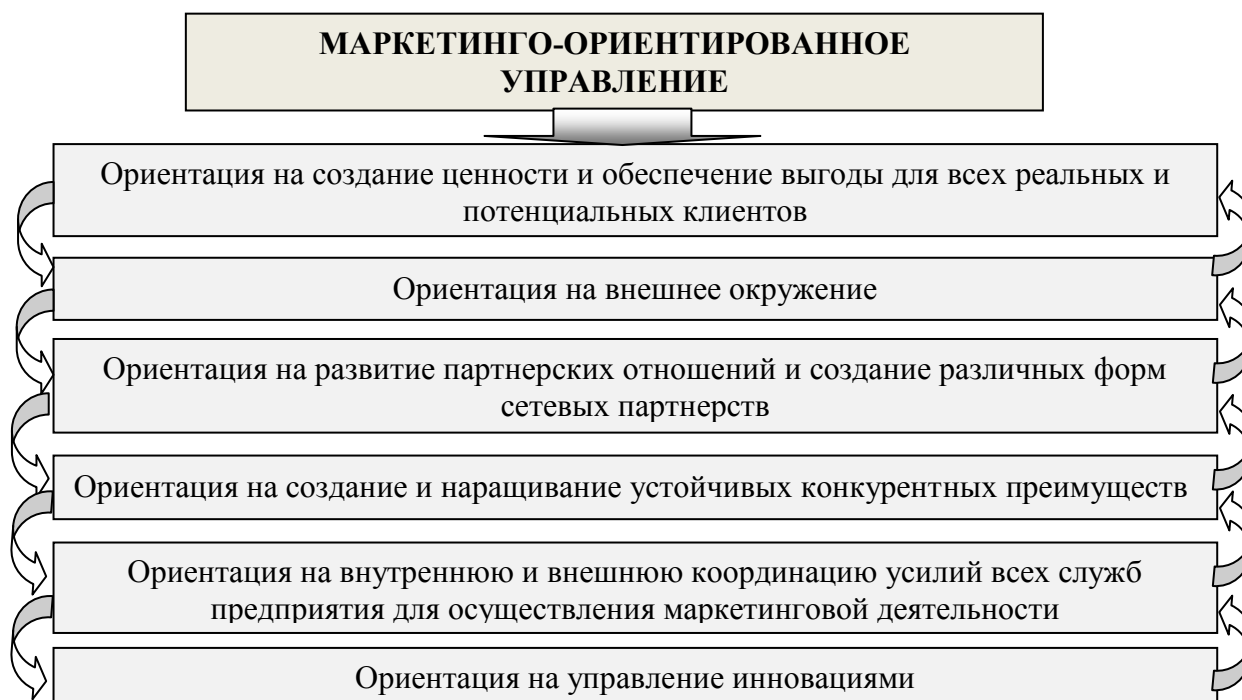 МАРКЕТИНГО-ОРИЕНТИРОВАННОЕ
УПРАВЛЕНИЕ
Ориентация на создание ценности и обеспечение выгоды для всех реальных и
потенциальных клиентов
Ориентация на внешнее окружение
Ориентация на развитие партнерских отношений и создание различных форм
сетевых партнерств
Ориентация на создание и наращивание устойчивых конкурентных преимуществ
Ориентация на внутреннюю и внешнюю координацию усилий всех служб
предприятия для осуществления маркетинговой деятельности
Ориентация на управление инновациями